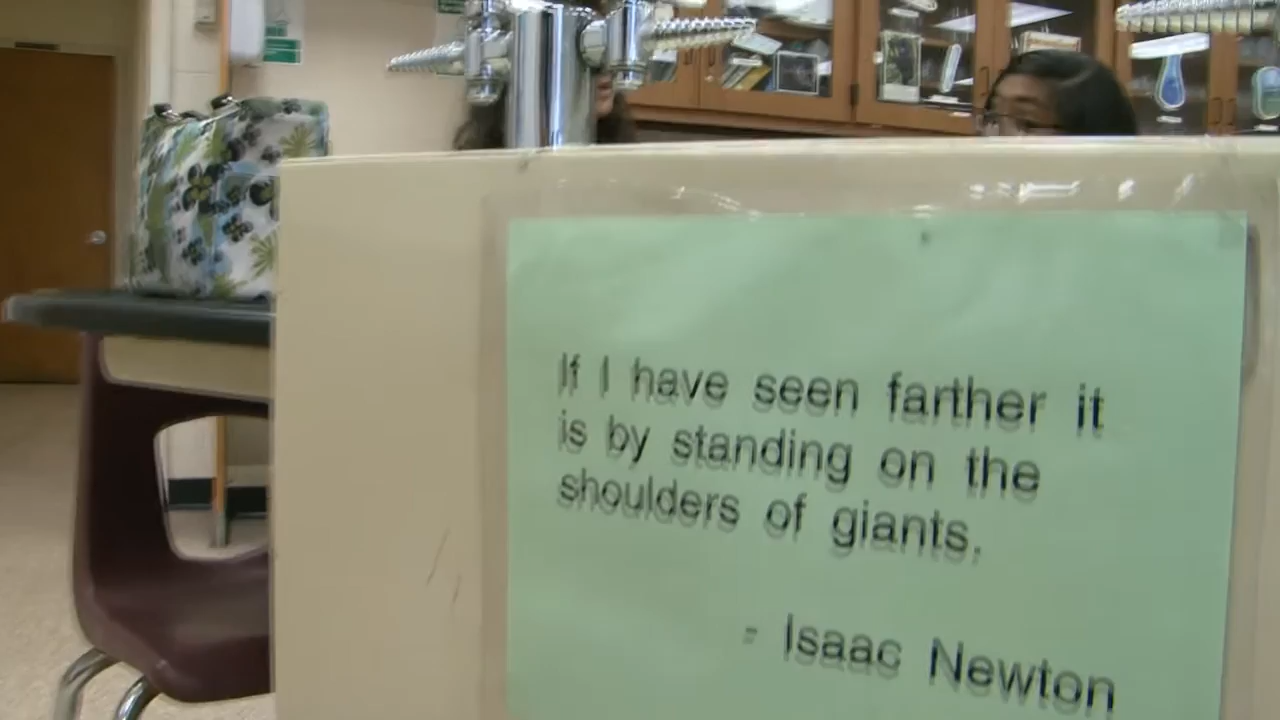 If I have seen farther it
is by standing on the
shoulders of giants.
- Isaac Newton